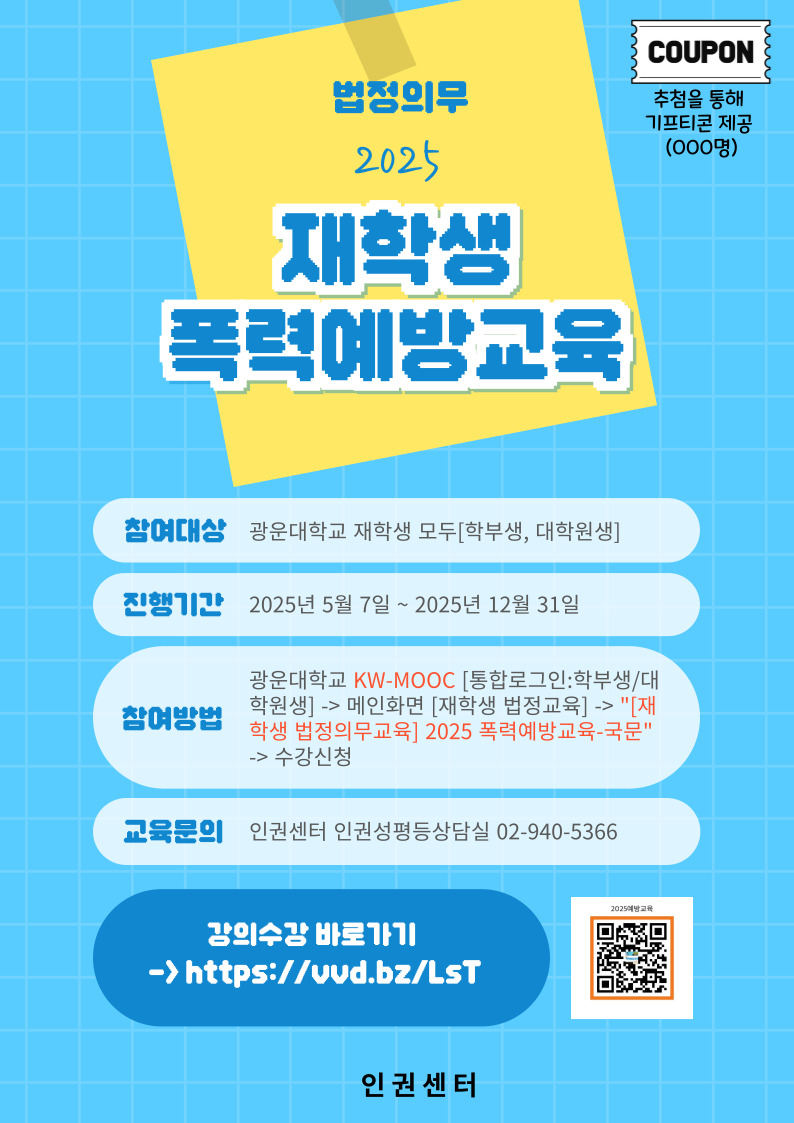 COUPON
추첨을 통해
기프티콘 제공
(OOO명)
법정의무
2025
재학생
폭력예방교육
참여대상
광운대학교 재학생 모두[학부생, 대학원생]
진행기간
2025년 5월 7일 ~ 2025년 12월 31일
참여방법
광운대학교 KW-MOOC [통합로그인:학부생/대
학원생] -> 메인화면 [재학생 법정교육] -> "[재
학생 법정의무교육] 2025 폭력예방교육-국문"
-> 수강신청
교육문의
인권센터 인권성평등상담실 02-940-5366
강의수강 바로가기
-> https://vvd.bz/LsT
2025예방교육
인권센터